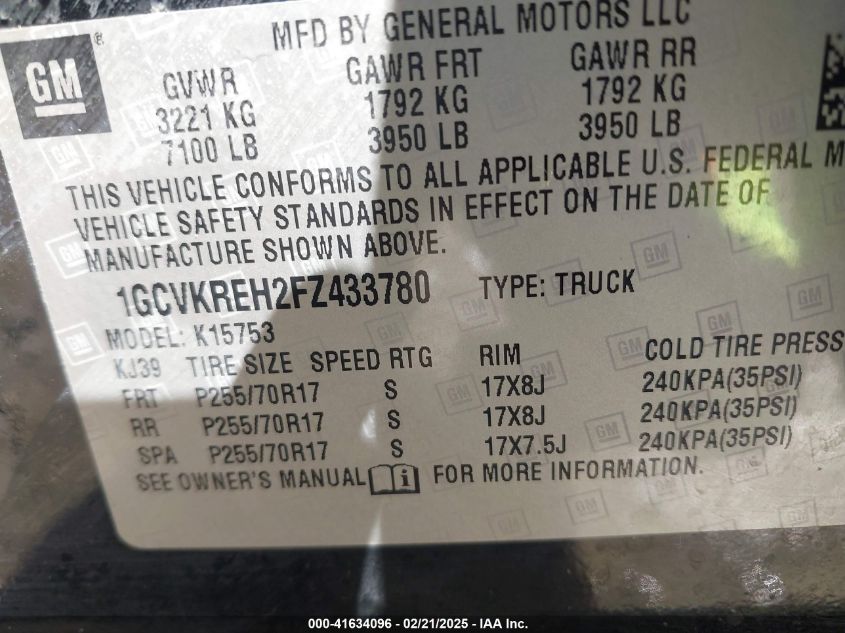 MFD BY GENERAL MOTORS LLC
GM ®
GVWR GAWR FRT GAWR RR
3221 KG 1792 KG 1792 KG
7100 LB 3950 LB 3950 LB
THIS VEHICLE CONFORMS TO ALL APPLICABLE U.S. FEDERAL M
VEHICLE SAFETY STANDARDS IN EFFECT ON THE DATE OF
MANUFACTURE SHOWN ABOVE.
1GCVKREH2FZ433780 TYPE: TRUCK
MODEL: K15753
KJ39 TIRE SIZE SPEED RTG RIM COLD TIRE PRESS
FRT P255/70R17 S 17X8J 240KPA(35PSI)
RR P255/70R17 S 17X8J 240KPA(35PSI)
SPA P255/70R17 S 17X7.5J 240KPA(35PSI)
SEE OWNER'S MANUAL i FOR MORE INFORMATION.
000-41634096 — 02/21/2025 — IAA Inc.